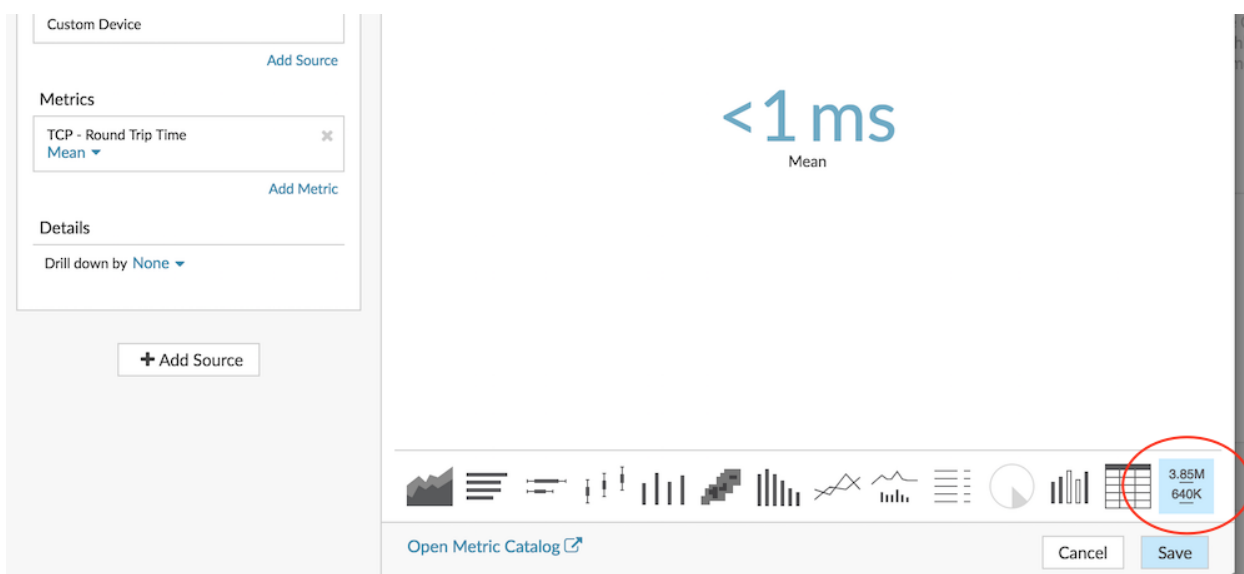 Custom Device
Add Source
Metrics
TCP - Round Trip Time
Mean
Add Metric
Details
Drill down by None
+ Add Source
<1 ms
Mean
3.85M
640K
Open Metric Catalog
Cancel
Save